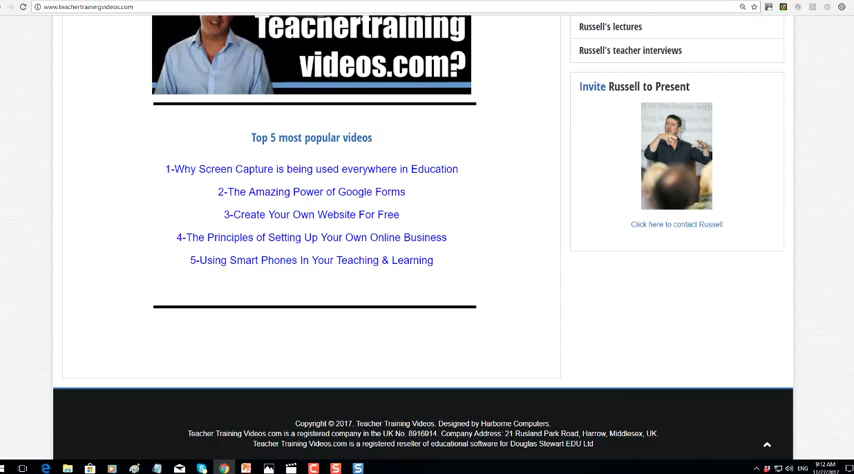 www.teachertrainingvideos.com
Teachertraining
videos.com?
Top 5 most popular videos
1-Why Screen Capture is being used everywhere in Education
2-The Amazing Power of Google Forms
3-Create Your Own Website For Free
4-The Principles of Setting Up Your Own Online Business
5-Using Smart Phones In Your Teaching & Learning
Russell's lectures
Russell's teacher interviews
Invite Russell to Present
Click here to contact Russell
Copyright © 2017. Teacher Training Videos. Designed by Harborne Computers.
Teacher Training Videos.com is a registered company in the UK No. 8916914. Company Address: 21 Rusland Park Road, Harrow, Middlesex, UK.
Teacher Training Videos.com is a registered reseller of educational software for Douglas Stewart EDU Ltd
ENG
9:12 AM
11/27/2017